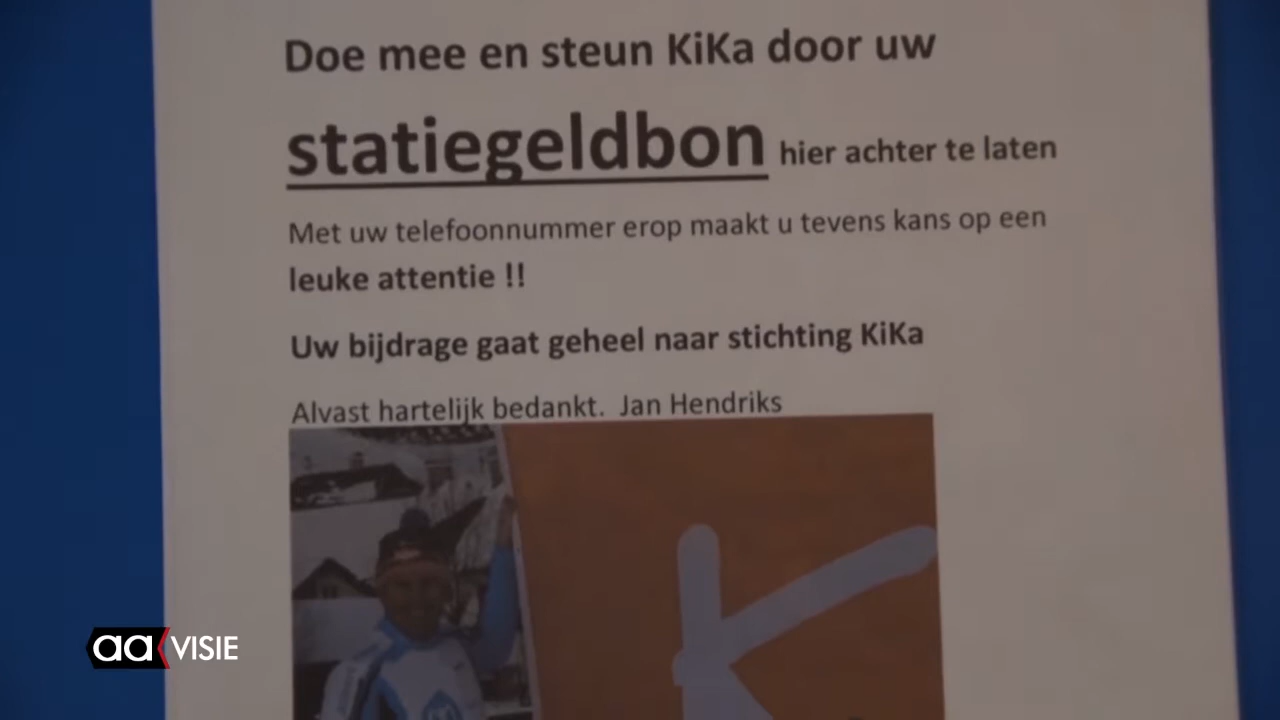 Doe mee en steun KiKa door uw
statiegeldbon hier achter te laten
Met uw telefoonnummer erop maakt u tevens kans op een
leuke attentie !!
Uw bijdrage gaat geheel naar stichting KiKa
Alvast hartelijk bedankt. Jan Hendriks
K
aa VISIE